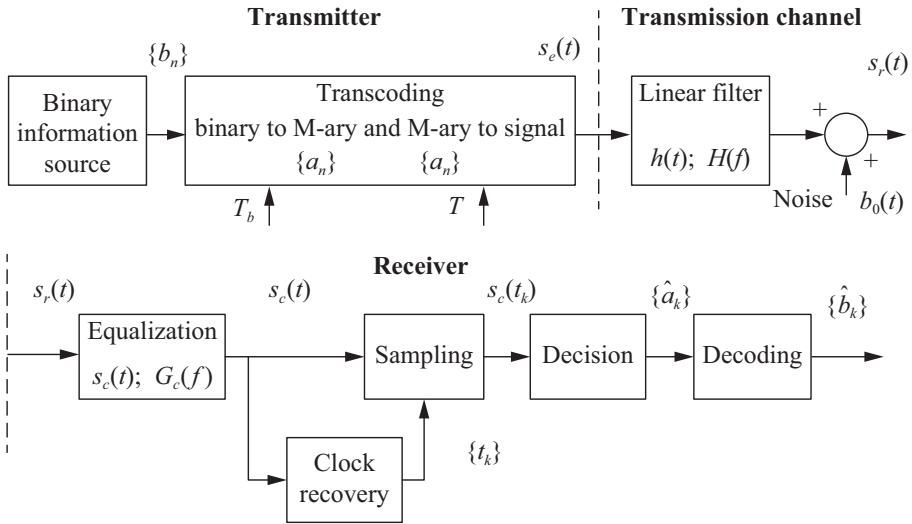 Transmitter
Transmission channel
{b_n}
s_e(t)
s_r(t)
Binary
information
source
Transcoding
binary to M-ary and M-ary to signal
{a_n} {a_n}
Linear filter
h(t); H(f)
+
+
T_b
T
Noise
b_0(t)
Receiver
s_r(t)
s_c(t)
s_c(t_k)
{â_k}
{b̂_k}
Equalization
s_c(t); G_c(f)
Sampling
Decision
Decoding
Clock
recovery
{t_k}